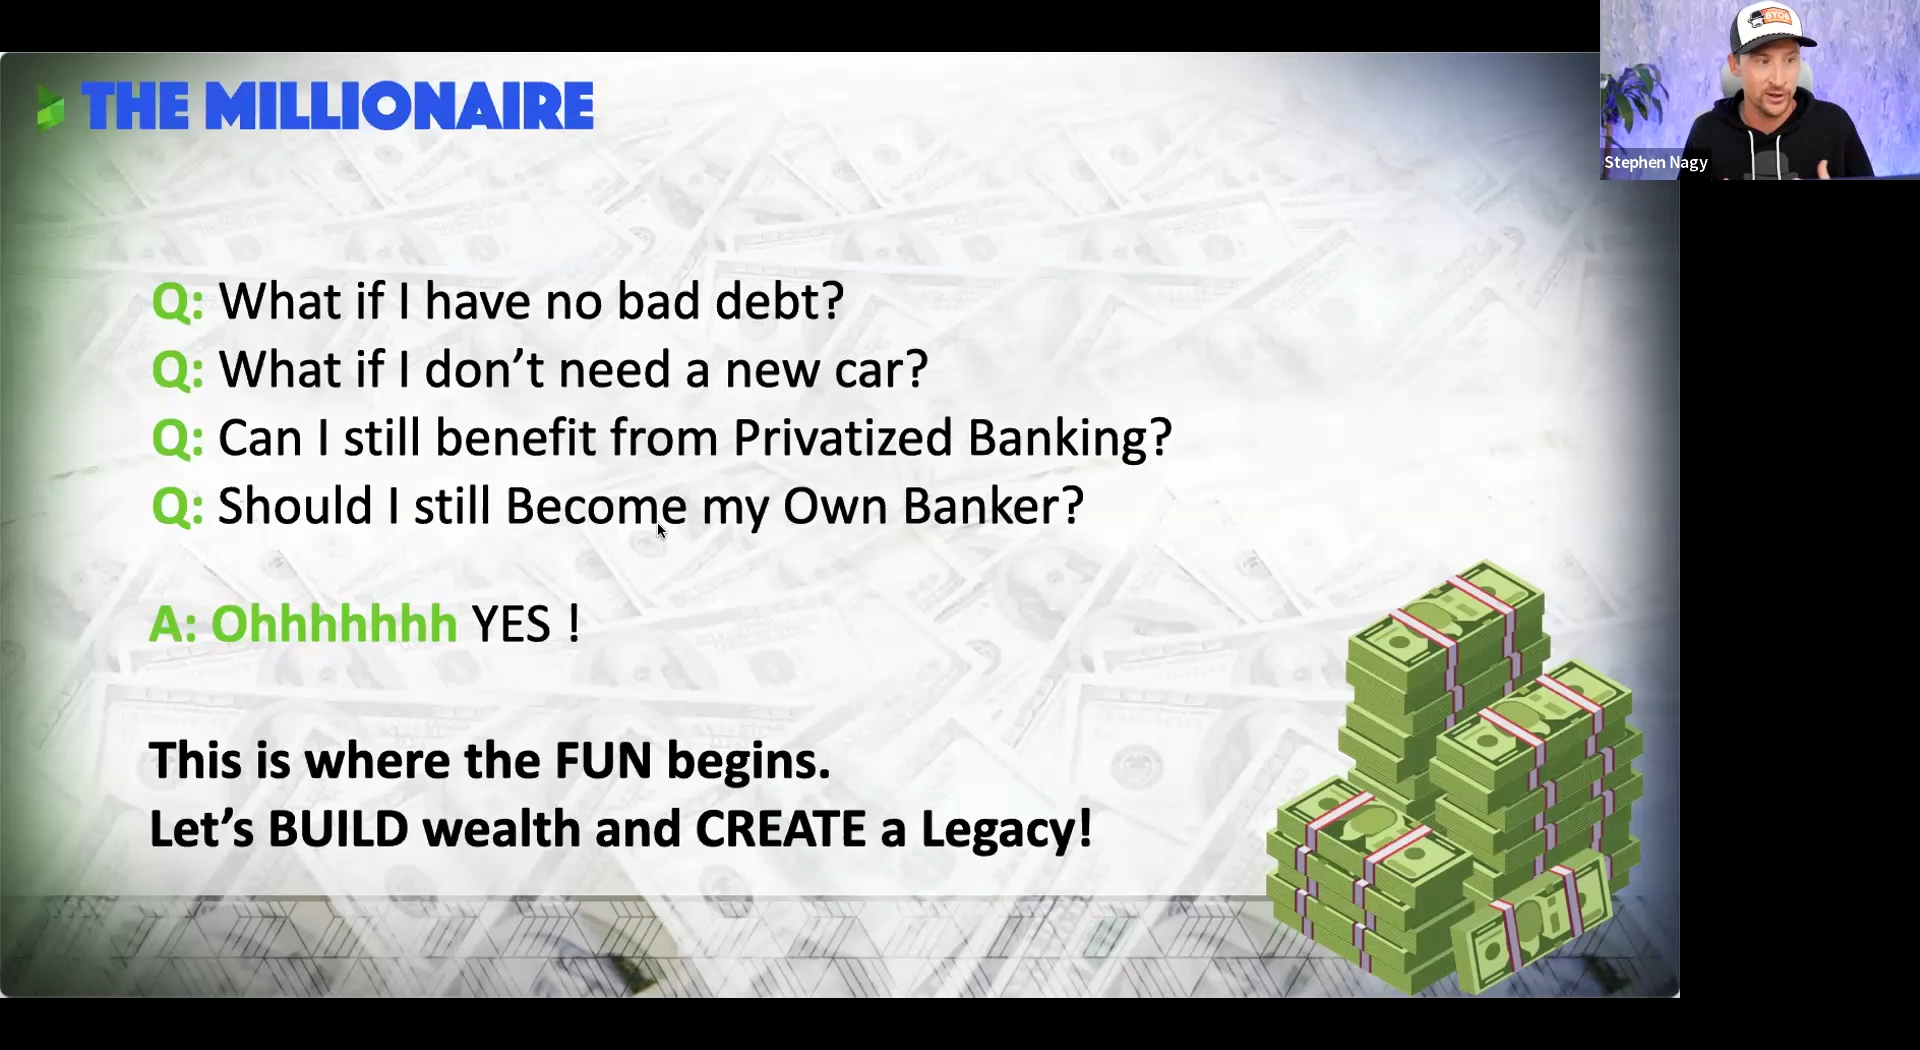 THE MILLIONAIRE
BYOB
Stephen Nagy
Q: What if I have no bad debt?
Q: What if I don’t need a new car?
Q: Can I still benefit from Privatized Banking?
Q: Should I still Become my Own Banker?
A: Ohhhhhhh YES !
This is where the FUN begins.
Let’s BUILD wealth and CREATE a Legacy!